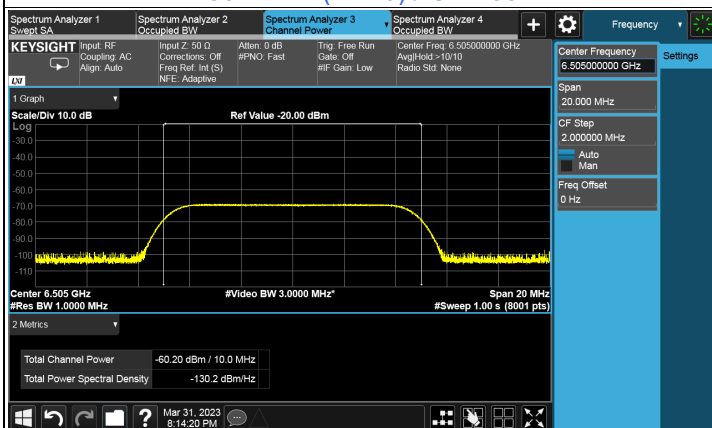 Spectrum Analyzer 1
Swept SA
Spectrum Analyzer 2
Occupied BW
Spectrum Analyzer 3
Channel Power
Spectrum Analyzer 4
Occupied BW
+
Frequency
KEYSIGHT
LXI
Input: RF
Coupling: AC
Align: Auto
Input Z: 50 Ω
Corrections: Off
Freq Ref: Int (S)
NFE: Adaptive
Atten: 0 dB
#PNO: Fast
Trig: Free Run
Gate: Off
#IF Gain: Low
Center Freq: 6.505000000 GHz
Avg|Hold:>10/10
Radio Std: None
Center Frequency
6.505000000 GHz
Settings
Span
20.000 MHz
CF Step
2.000000 MHz
Auto
Man
Freq Offset
0 Hz
1 Graph
Scale/Div 10.0 dB
Ref Value -20.00 dBm
Log
-30.0
-40.0
-50.0
-60.0
-70.0
-80.0
-90.0
-100
-110
Center 6.505 GHz
#Video BW 3.0000 MHz*
Span 20 MHz
#Res BW 1.0000 MHz
#Sweep 1.00 s (8001 pts)
2 Metrics
Total Channel Power -60.20 dBm / 10.0 MHz
Total Power Spectral Density -130.2 dBm/Hz
?
Mar 31, 2023
8:14:20 PM